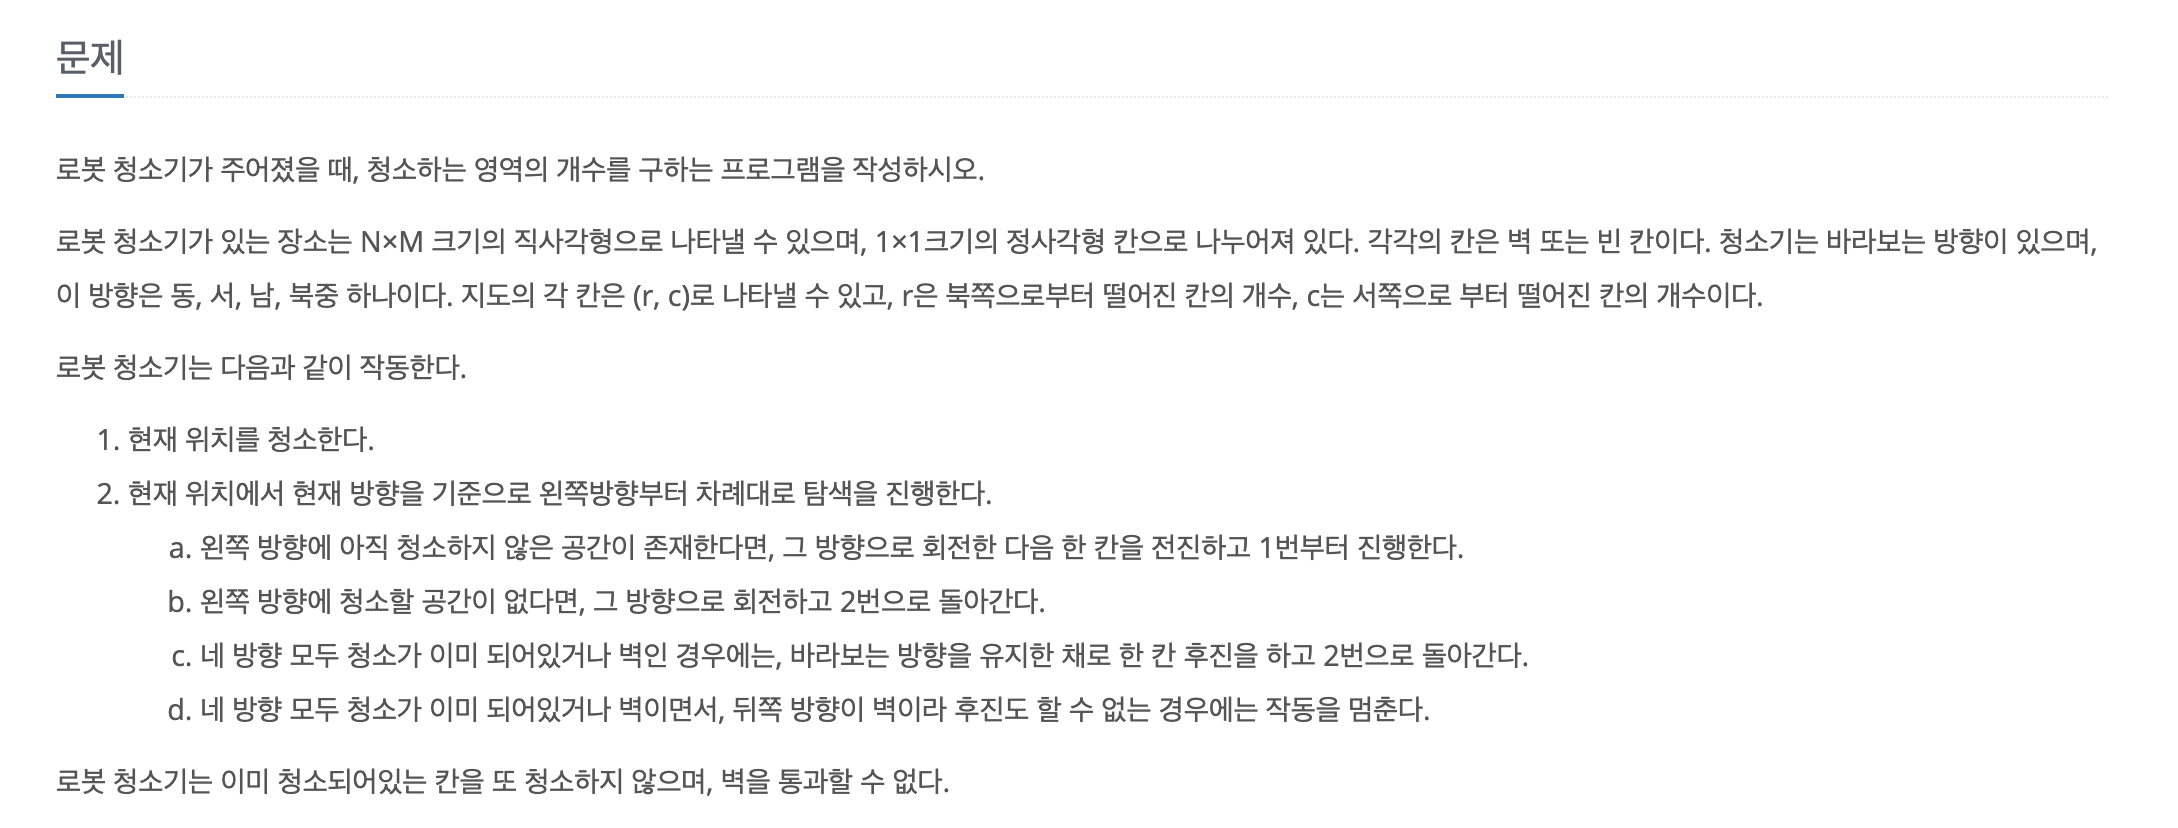 문제
로봇 청소기가 주어졌을 때, 청소하는 영역의 개수를 구하는 프로그램을 작성하시오.
로봇 청소기가 있는 장소는 N×M 크기의 직사각형으로 나타낼 수 있으며, 1×1크기의 정사각형 칸으로 나누어져 있다. 각각의 칸은 벽 또는 빈 칸이다. 청소기는 바라보는 방향이 있으며,
이 방향은 동, 서, 남, 북중 하나이다. 지도의 각 칸은 (r, c)로 나타낼 수 있고, r은 북쪽으로부터 떨어진 칸의 개수, c는 서쪽으로 부터 떨어진 칸의 개수이다.
로봇 청소기는 다음과 같이 작동한다.
1. 현재 위치를 청소한다.
2. 현재 위치에서 현재 방향을 기준으로 왼쪽방향부터 차례대로 탐색을 진행한다.
a. 왼쪽 방향에 아직 청소하지 않은 공간이 존재한다면, 그 방향으로 회전한 다음 한 칸을 전진하고 1번부터 진행한다.
b. 왼쪽 방향에 청소할 공간이 없다면, 그 방향으로 회전하고 2번으로 돌아간다.
c. 네 방향 모두 청소가 이미 되어있거나 벽인 경우에는, 바라보는 방향을 유지한 채로 한 칸 후진을 하고 2번으로 돌아간다.
d. 네 방향 모두 청소가 이미 되어있거나 벽이면서, 뒤쪽 방향이 벽이라 후진도 할 수 없는 경우에는 작동을 멈춘다.
로봇 청소기는 이미 청소되어있는 칸을 또 청소하지 않으며, 벽을 통과할 수 없다.